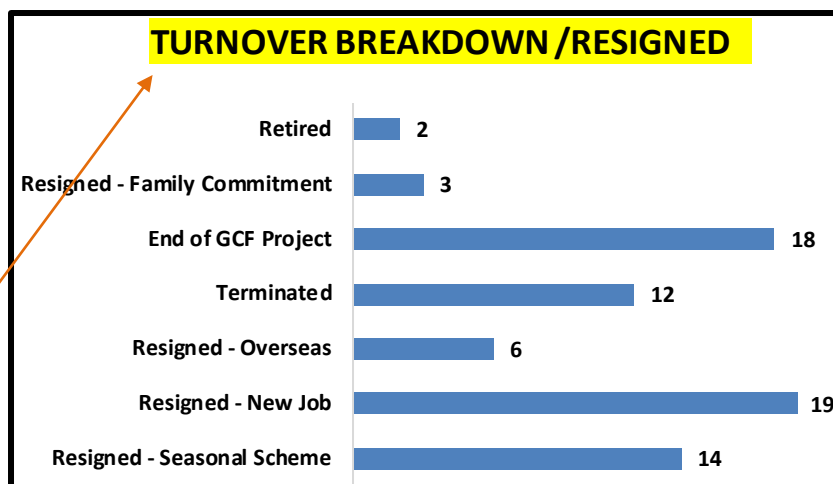 TURNOVER BREAKDOWN /RESIGNED
Retired 2
Resigned - Family Commitment 3
End of GCF Project 18
Terminated 12
Resigned - Overseas 6
Resigned - New Job 19
Resigned - Seasonal Scheme 14